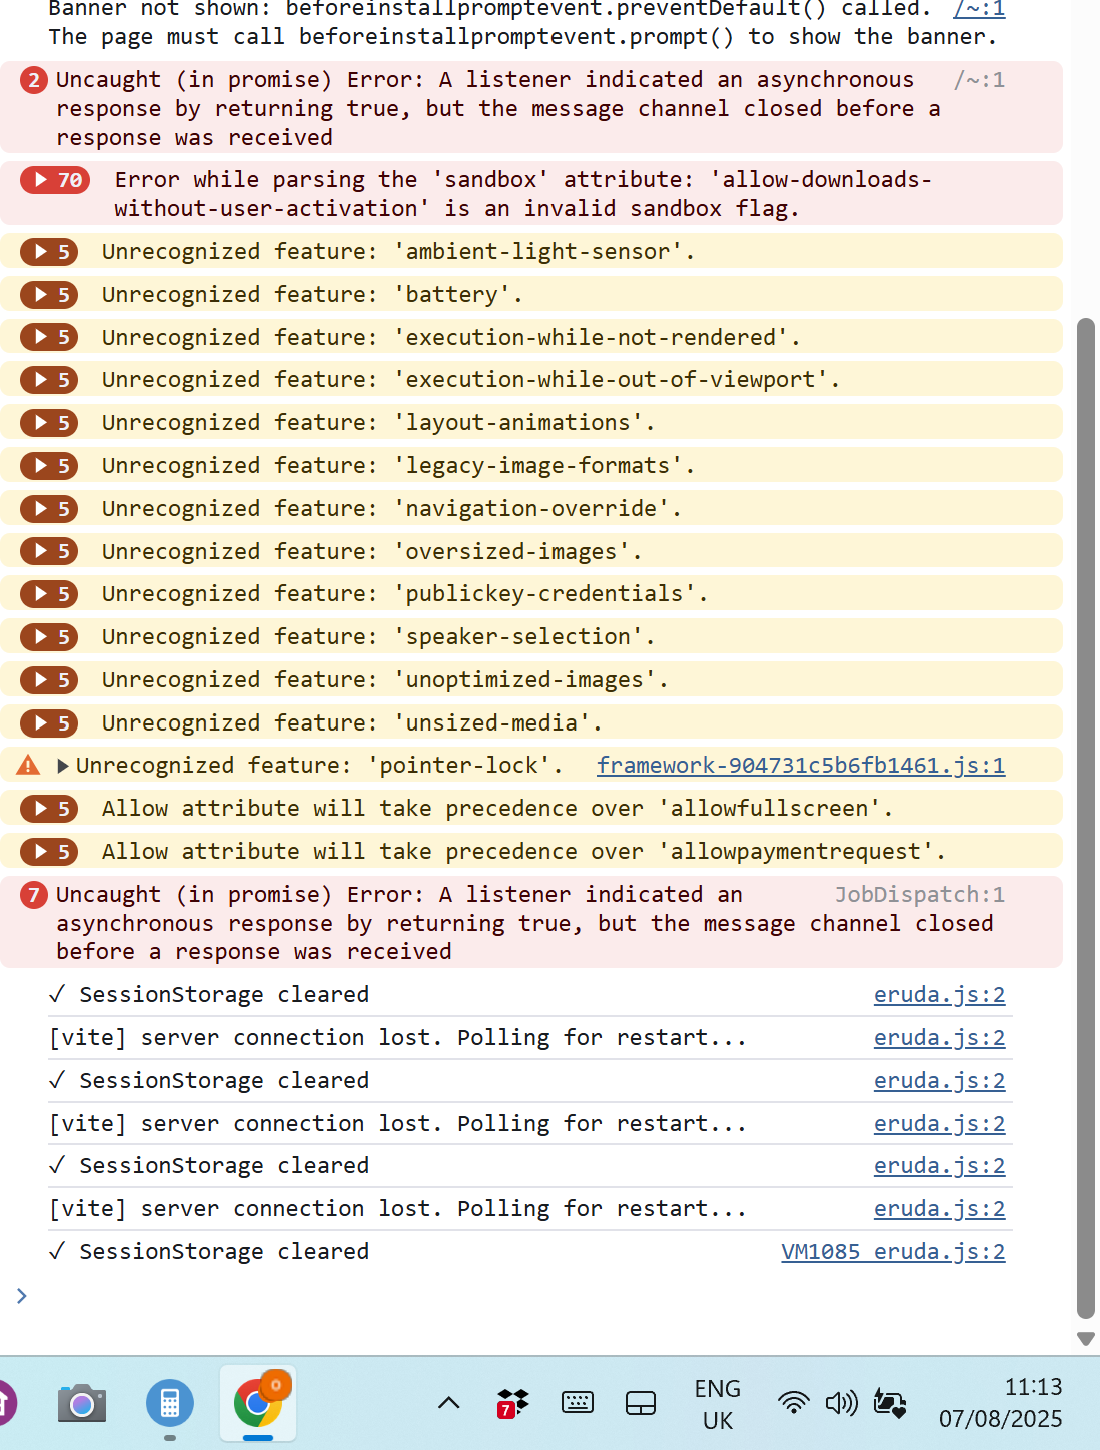 Banner not shown: beforeinstallpromptevent.preventDefault() called. /~:1
The page must call beforeinstallpromptevent.prompt() to show the banner.
2 Uncaught (in promise) Error: A listener indicated an asynchronous /~:1
response by returning true, but the message channel closed before a
response was received
70 Error while parsing the 'sandbox' attribute: 'allow-downloads-
without-user-activation' is an invalid sandbox flag.
5 Unrecognized feature: 'ambient-light-sensor'.
5 Unrecognized feature: 'battery'.
5 Unrecognized feature: 'execution-while-not-rendered'.
5 Unrecognized feature: 'execution-while-out-of-viewport'.
5 Unrecognized feature: 'layout-animations'.
5 Unrecognized feature: 'legacy-image-formats'.
5 Unrecognized feature: 'navigation-override'.
5 Unrecognized feature: 'oversized-images'.
5 Unrecognized feature: 'publickey-credentials'.
5 Unrecognized feature: 'speaker-selection'.
5 Unrecognized feature: 'unoptimized-images'.
5 Unrecognized feature: 'unsized-media'.
Unrecognized feature: 'pointer-lock'. framework-904731c5b6fb1461.js:1
5 Allow attribute will take precedence over 'allowfullscreen'.
5 Allow attribute will take precedence over 'allowpaymentrequest'.
7 Uncaught (in promise) Error: A listener indicated an JobDispatch:1
asynchronous response by returning true, but the message channel closed
before a response was received
✓ SessionStorage cleared eruda.js:2
[vite] server connection lost. Polling for restart... eruda.js:2
✓ SessionStorage cleared eruda.js:2
[vite] server connection lost. Polling for restart... eruda.js:2
✓ SessionStorage cleared eruda.js:2
[vite] server connection lost. Polling for restart... eruda.js:2
✓ SessionStorage cleared VM1085 eruda.js:2
7
ENG
UK
11:13
07/08/2025